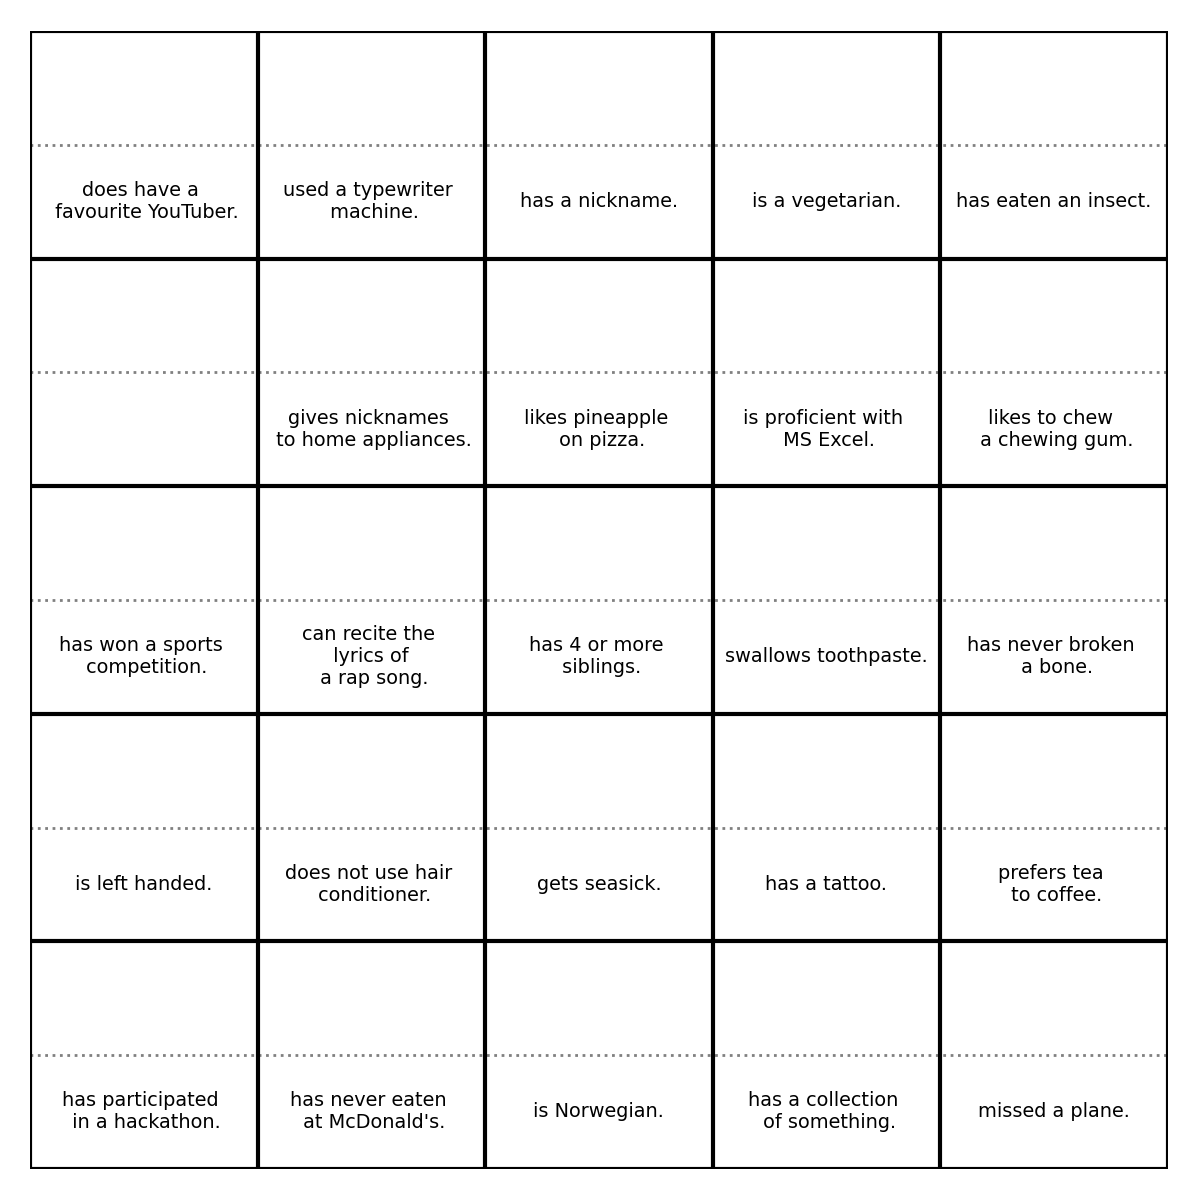 does have a
favourite YouTuber.
used a typewriter
machine.
has a nickname.
is a vegetarian.
has eaten an insect.
gives nicknames
to home appliances.
likes pineapple
on pizza.
is proficient with
MS Excel.
likes to chew
a chewing gum.
has won a sports
competition.
can recite the
lyrics of
a rap song.
has 4 or more
siblings.
swallows toothpaste.
has never broken
a bone.
is left handed.
does not use hair
conditioner.
gets seasick.
has a tattoo.
prefers tea
to coffee.
has participated
in a hackathon.
has never eaten
at McDonald's.
is Norwegian.
has a collection
of something.
missed a plane.